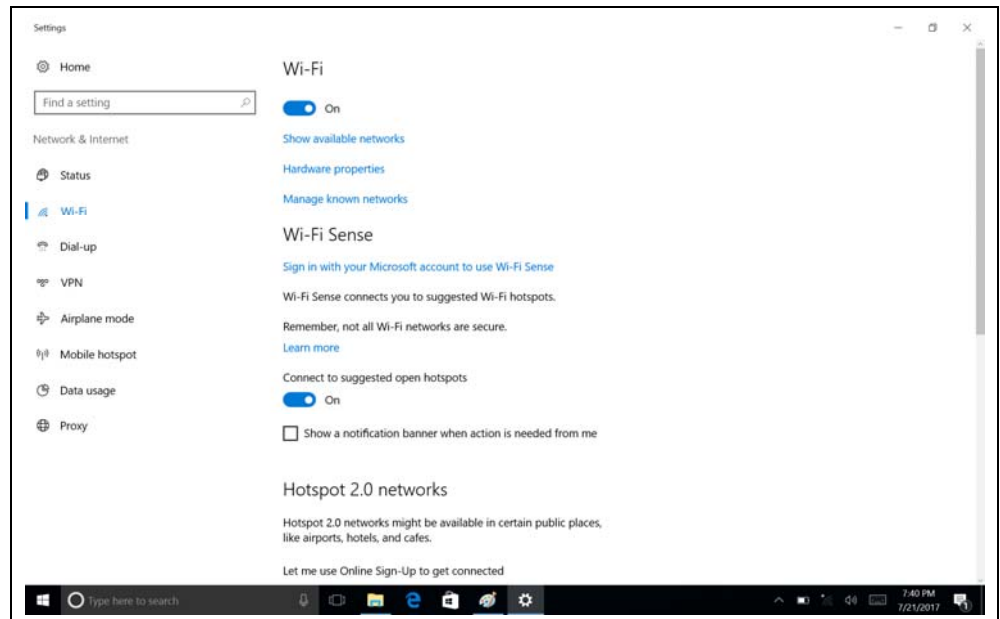 Settings
Home
Find a setting
Network & Internet
Status
Wi-Fi
Dial-up
VPN
Airplane mode
Mobile hotspot
Data usage
Proxy
Wi-Fi
On
Show available networks
Hardware properties
Manage known networks
Wi-Fi Sense
Sign in with your Microsoft account to use Wi-Fi Sense
Wi-Fi Sense connects you to suggested Wi-Fi hotspots.
Remember, not all Wi-Fi networks are secure.
Learn more
Connect to suggested open hotspots
On
Show a notification banner when action is needed from me
Hotspot 2.0 networks
Hotspot 2.0 networks might be available in certain public places,
like airports, hotels, and cafes.
Let me use Online Sign-Up to get connected
Type here to search
7:40 PM
7/21/2017